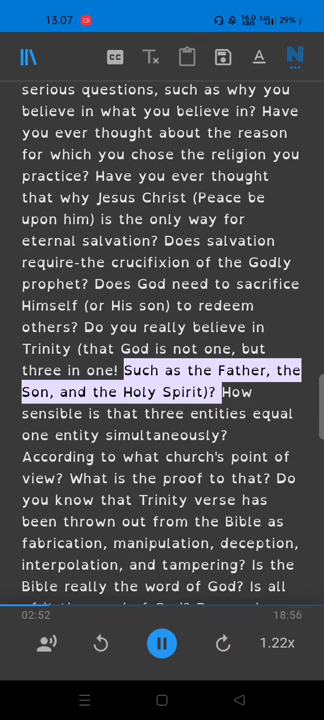 13.07
16.0
KB/S
29%
CC
T
A
N
serious questions, such as why you
believe in what you believe in? Have
you ever thought about the reason
for which you chose the religion you
practice? Have you ever thought
that why Jesus Christ (Peace be
upon him) is the only way for
eternal salvation? Does salvation
require-the crucifixion of the Godly
prophet? Does God need to sacrifice
Himself (or His son) to redeem
others? Do you really believe in
Trinity (that God is not one, but
three in one! Such as the Father, the
Son, and the Holy Spirit)? How
sensible is that three entities equal
one entity simultaneously?
According to what church's point of
view? What is the proof to that? Do
you know that Trinity verse has
been thrown out from the Bible as
fabrication, manipulation, deception,
interpolation, and tampering? Is the
Bible really the word of God? Is all
02:52
18:56
1.22x